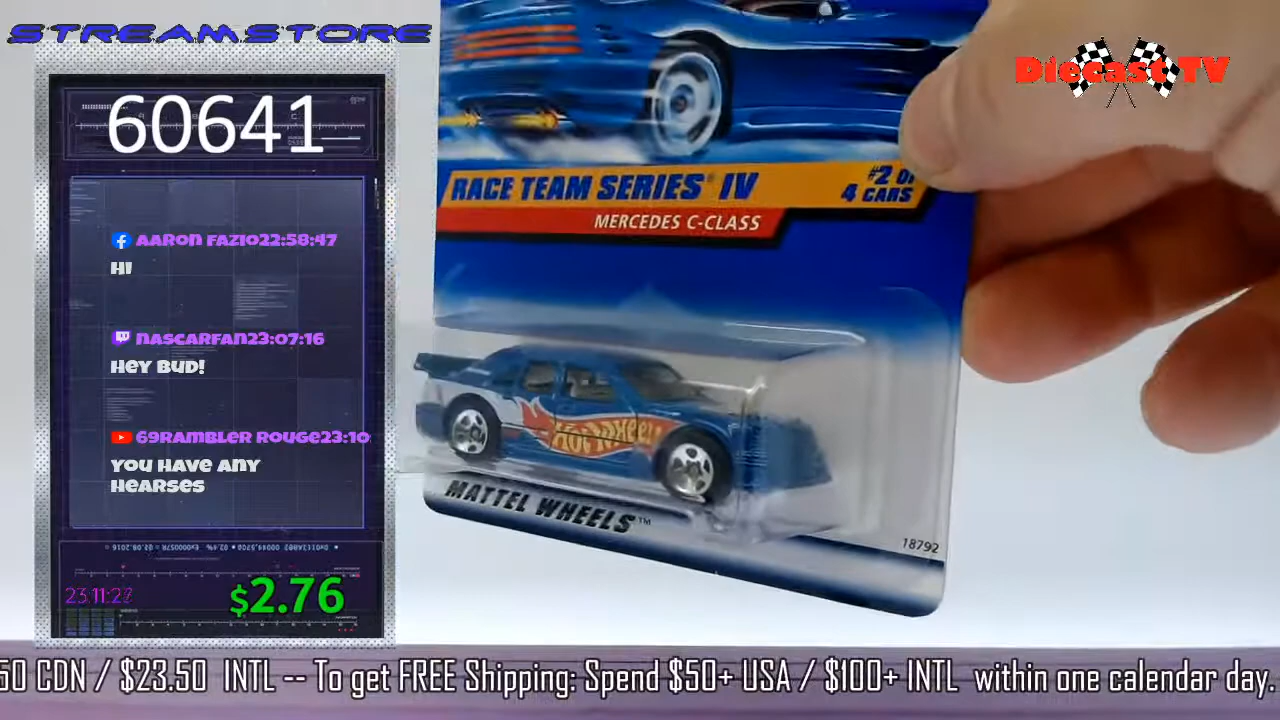 STREAMSTORE
60641
Aaron Fazio22:58:47
Hi
nascarfan23:07:16
Hey Bud!
69Rambler Rouge23:10
You have any
hearses
23:11:27
$2.76
Diecast TV
RACE TEAM SERIES IV
#2 OF
4 CARS
MERCEDES C-CLASS
Hot Wheels
MATTEL WHEELS™
18792
50 CDN / $23.50 INTL -- To get FREE Shipping: Spend $50+ USA / $100+ INTL within one calendar day.